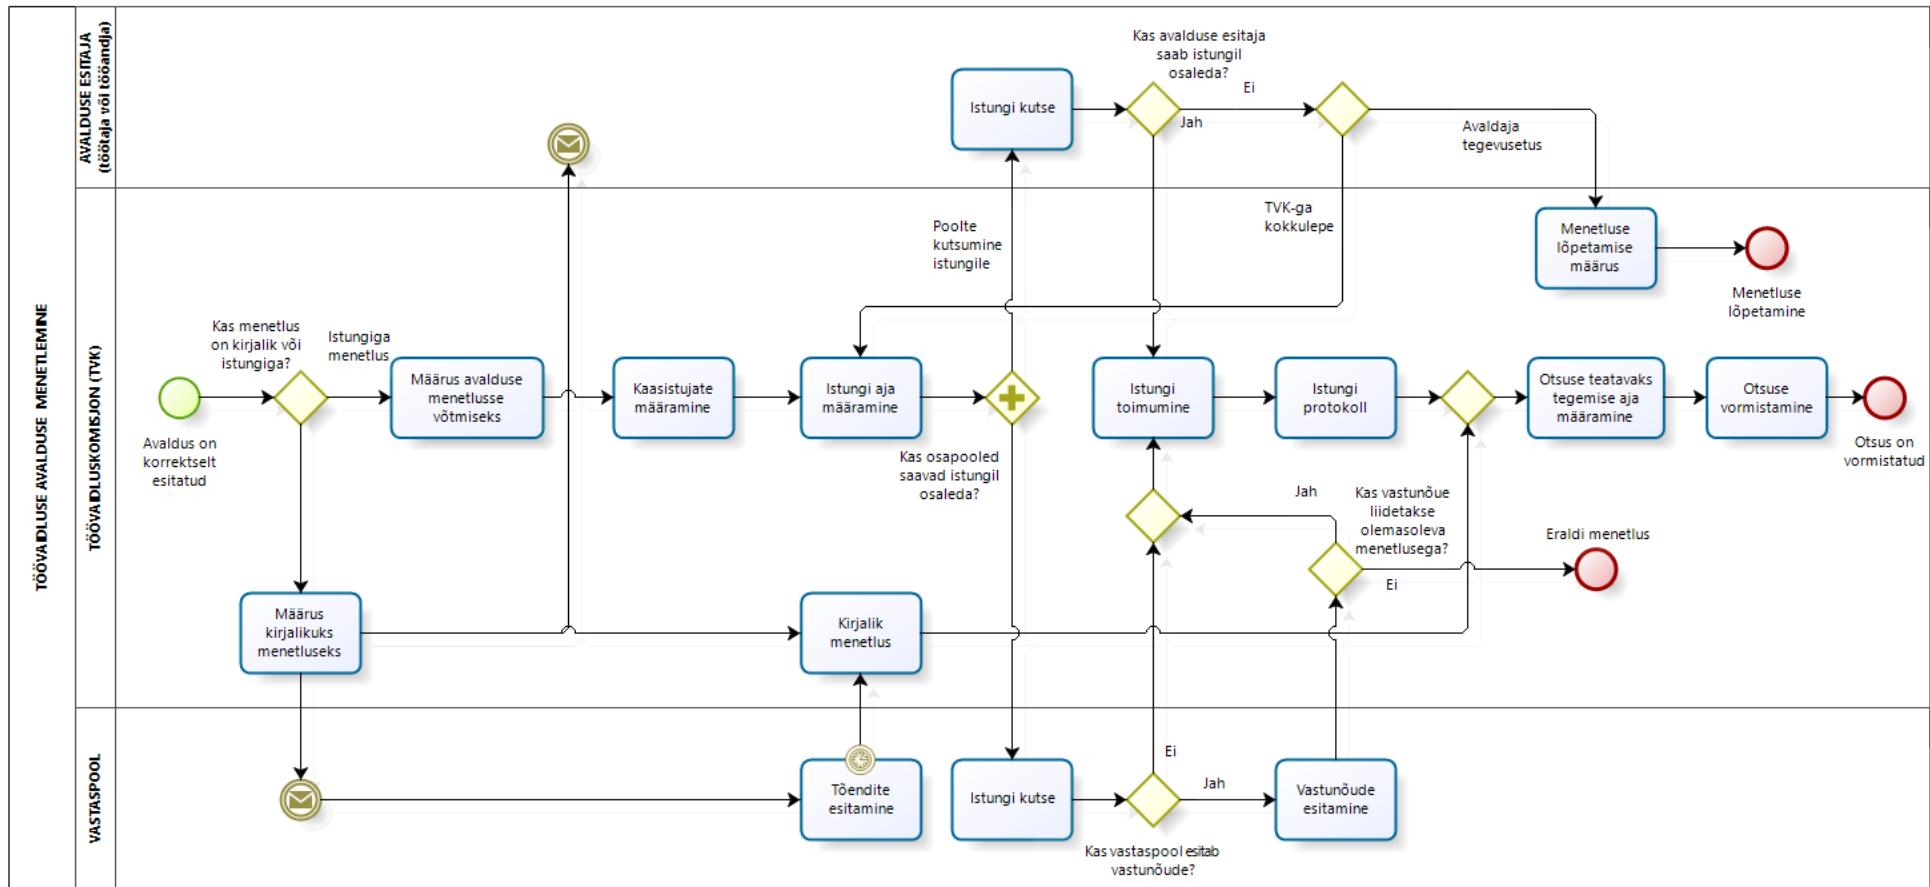 TÖÖVAIDLUSE AVALDUSE MENETLEMINE
AVALDUSE ESITAJA
(töötaja või tööandja)
Istungi kutse
Kas avalduse esitaja
saab istungil
osaleda?
Ei
Jah
Avaldaja
tegevusetus
TÖÖVAIDLUSKOMISJON (TVK)
Poolte
kutsumine
istungile
TVK-ga
kokkulepe
Menetluse
lõpetamise
määrus
Menetluse
lõpetamine
Avaldus on
korrektselt
esitatud
Kas menetlus
on kirjalik või
istungiga?
Istungiga
menetlus
Määrus avalduse
menetlusse
võtmiseks
Kaasistujate
määramine
Istungi aja
määramine
Kas osapooled
saavad istungil
osaleda?
Istungi
toimumine
Istungi
protokoll
Otsuse teatavaks
tegemise aja
määramine
Otsuse
vormistamine
Otsus on
vormistatud
Jah
Kas vastunõue
liidetakse
olemasoleva
menetlusega?
Ei
Eraldi menetlus
Määrus
kirjalikuks
menetluseks
Kirjalik
menetlus
VASTASPOOL
Tõendite
esitamine
Istungi kutse
Ei
Jah
Kas vastaspool esitab
vastunõude?
Vastunõude
esitamine